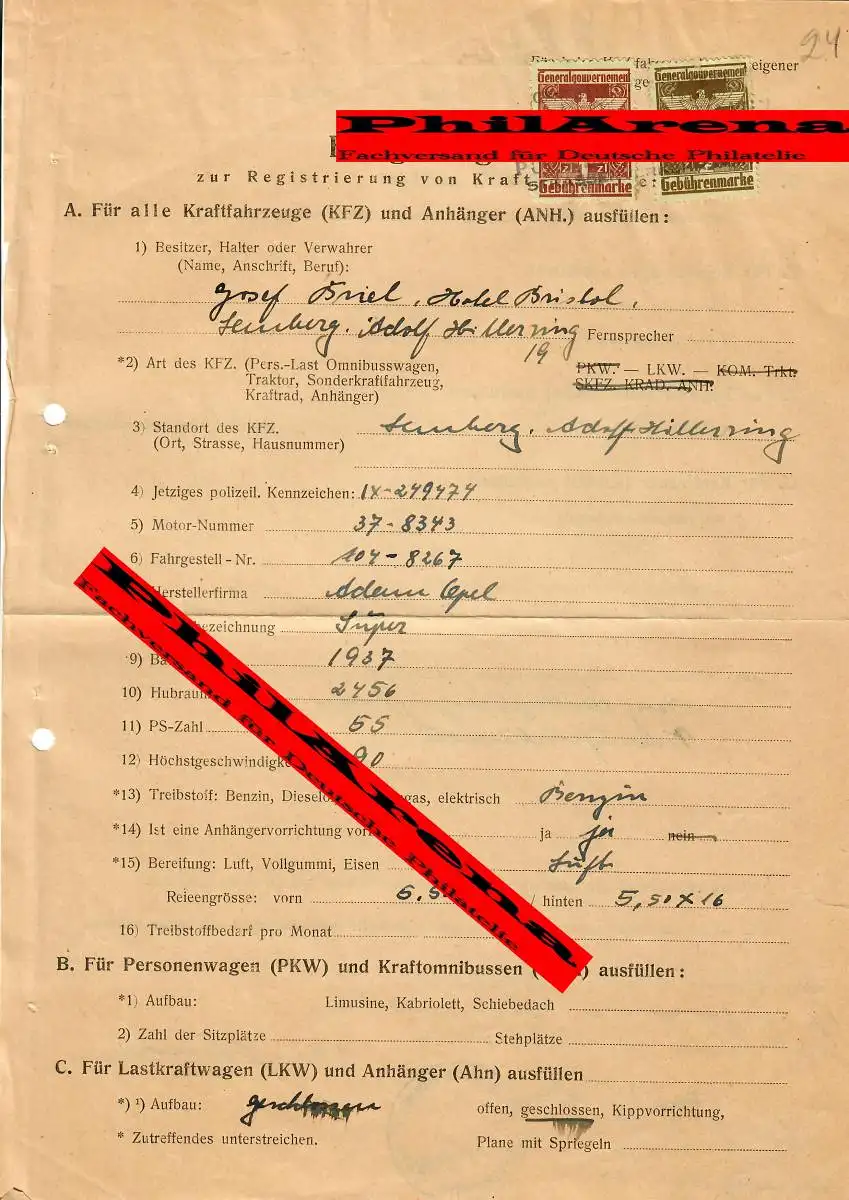 24
eigener
Generalgouvernement
Generalgouvernement
PhilArena
Fachversand für Deutsche Philatelie
Gebührenmarke
Gebührenmarke
zur Registrierung von Kraft
A. Für alle Kraftfahrzeuge (KFZ) und Anhänger (ANH.) ausfüllen:
1) Besitzer, Halter oder Verwahrer
(Name, Anschrift, Beruf):
Josef Briel, Hotel Bristol,
Lemberg. Adolf Hitlerring Fernsprecher
19
*2) Art des KFZ. (Pers.-Last Omnibusswagen, PKW. — LKW. — KOM. Trkt.
Traktor, Sonderkraftfahrzeug, SKFZ. KRAD. ANH.
Kraftrad, Anhänger)
3) Standort des KFZ. Lemberg. Adolf Hitlerring
(Ort, Strasse, Hausnummer)
4) Jetziges polizeil. Kennzeichen: IX-249474
5) Motor-Nummer 37-8343
6) Fahrgestell-Nr. 104-8267
Herstellerfirma Adam Opel
bezeichnung Super
9) Ba 1937
10) Hubraum 2456
11) PS-Zahl 55
12) Höchstgeschwindigk 90
*13) Treibstoff: Benzin, Dieselö gas, elektrisch Benzin
*14) Ist eine Anhängervorrichtung vor ja ja nein
*15) Bereifung: Luft, Vollgummi, Eisen Luft
Reieengrösse: vorn / hinten 5,50 x 16
16) Treibstoffbedarf pro Monat
PhilArena
Fachversand für Deutsche Philatelie
B. Für Personenwagen (PKW) und Kraftomnibussen ) ausfüllen:
*1) Aufbau: Limusine, Kabriolett, Schiebedach
2) Zahl der Sitzplätze Stehplätze
C. Für Lastkraftwagen (LKW) und Anhänger (Ahn) ausfüllen
*) ¹) Aufbau: geschlossen offen, geschlossen, Kippvorrichtung,
* Zutreffendes unterstreichen. Plane mit Spriegeln